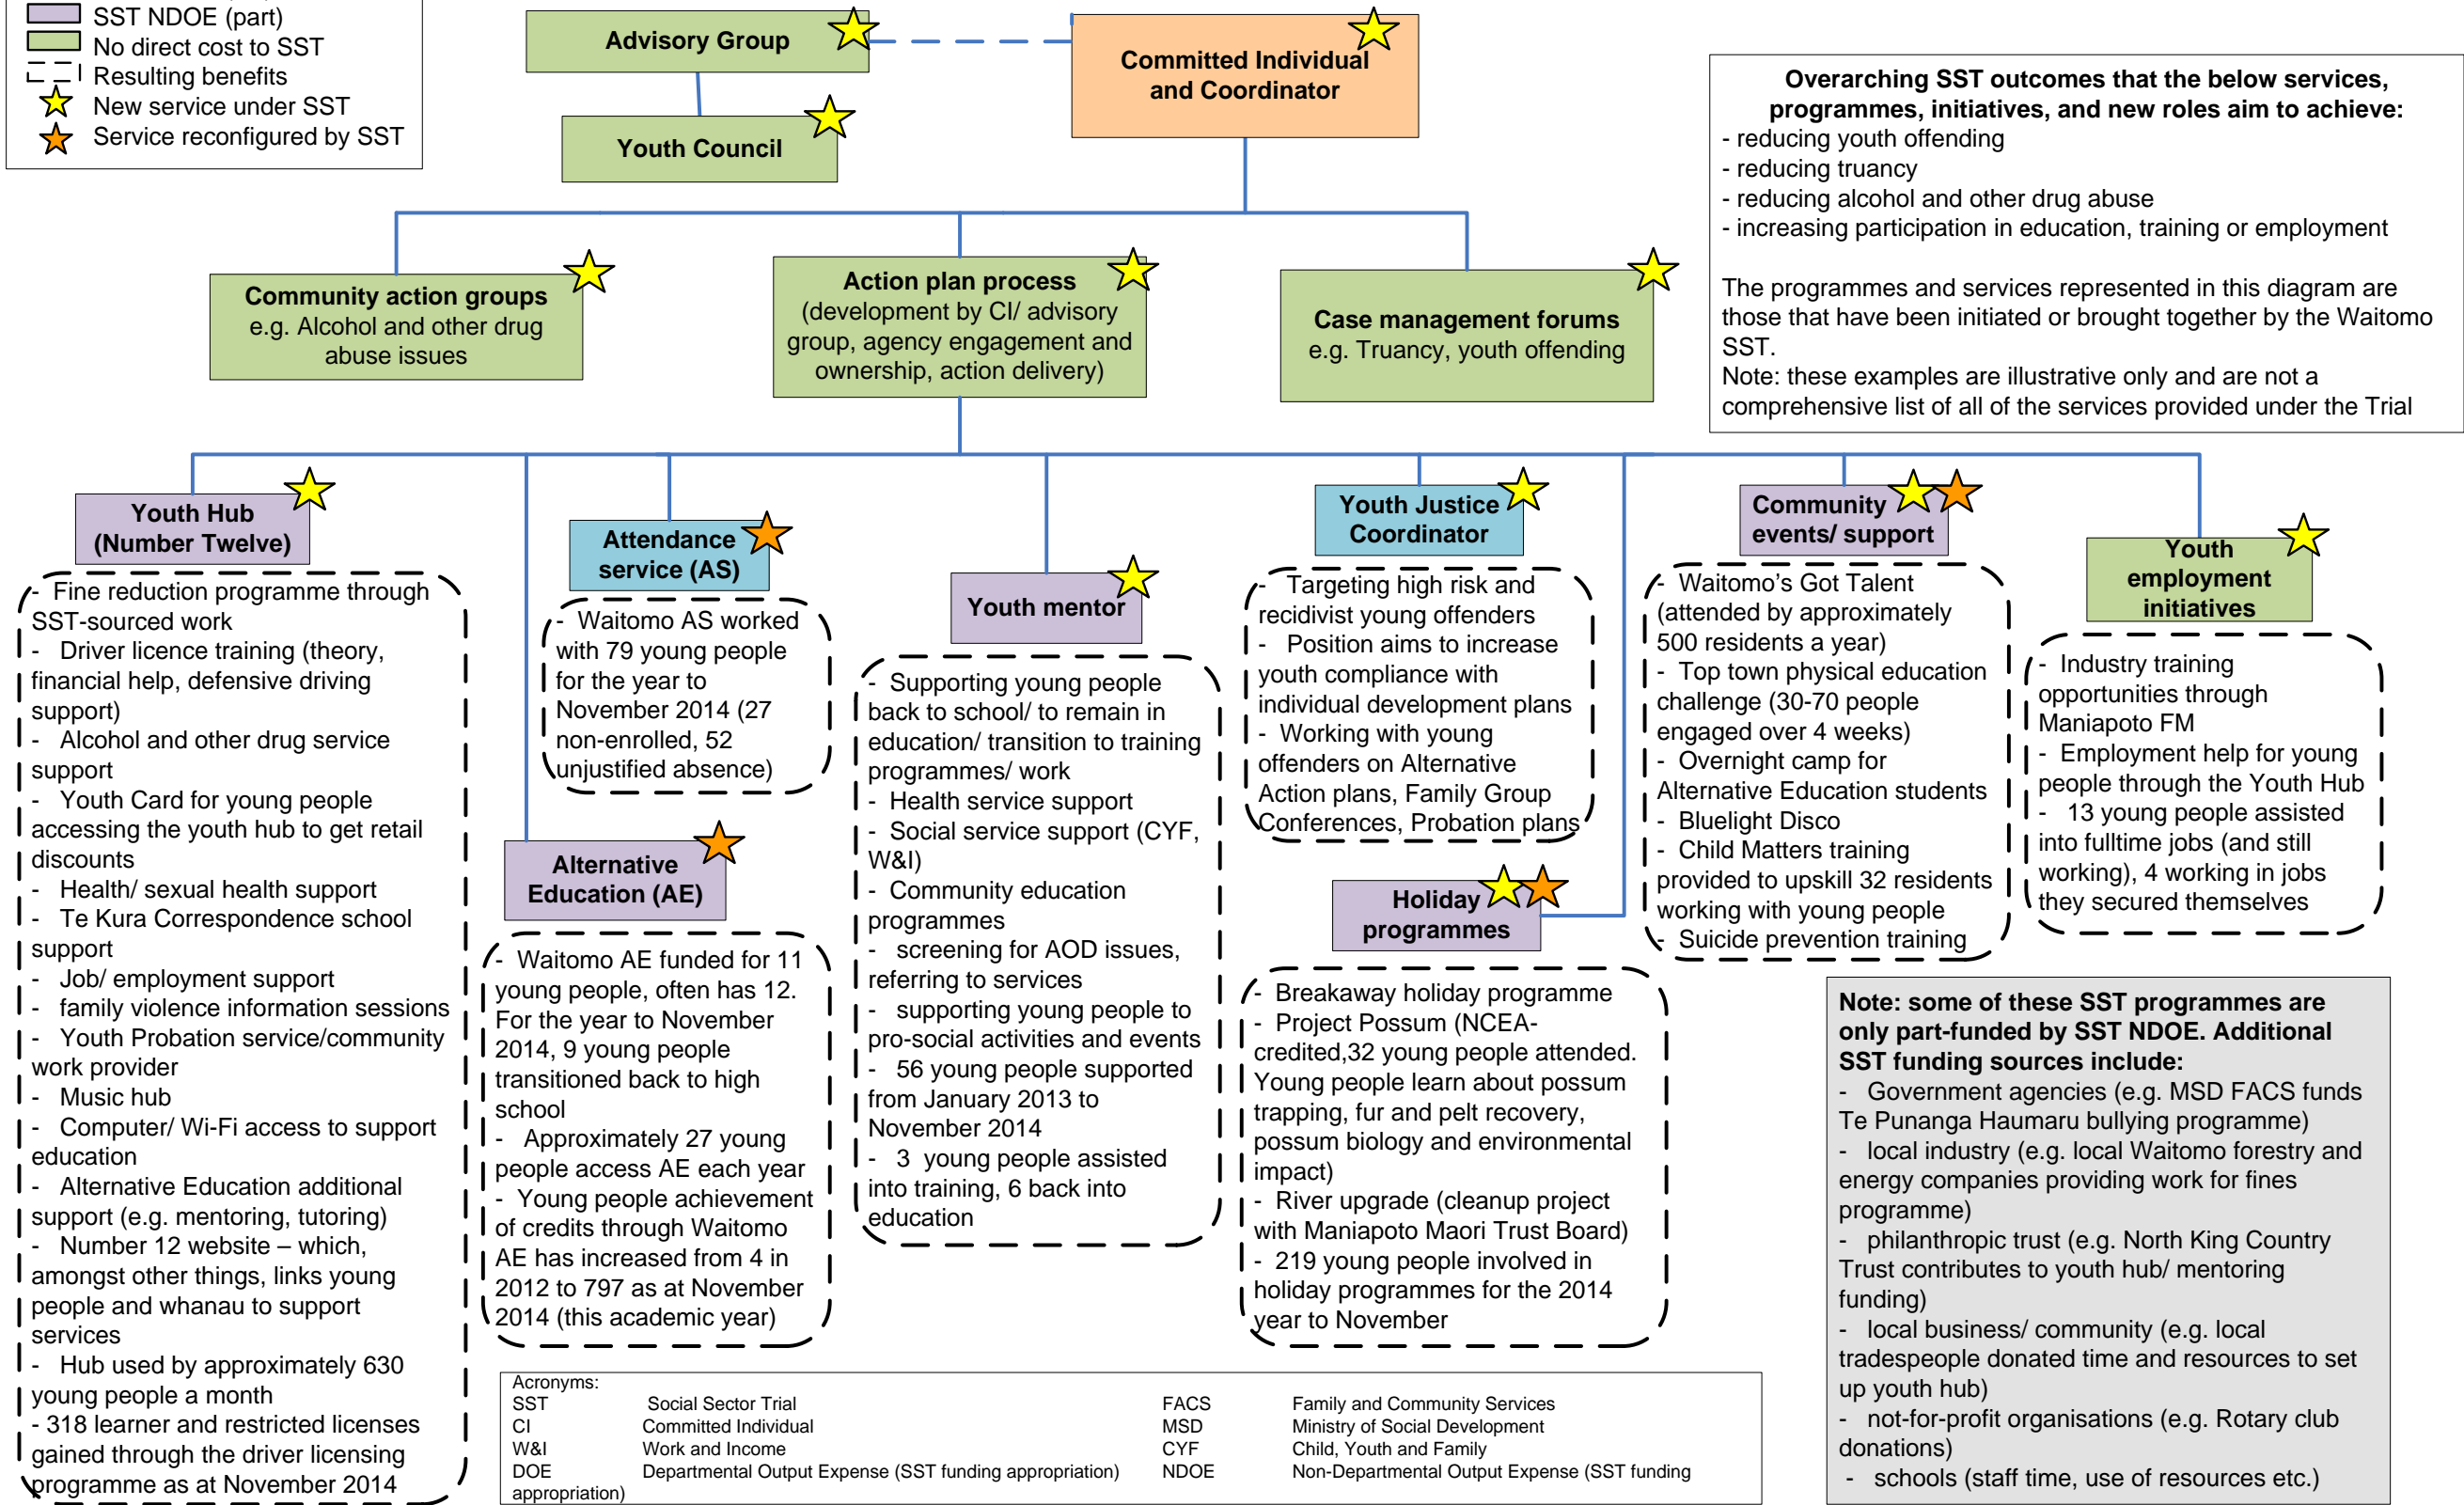 SST NDOE (part)
No direct cost to SST
Resulting benefits
New service under SST
Service reconfigured by SST
Advisory Group
Youth Council
Committed Individual
and Coordinator
Overarching SST outcomes that the below services,
programmes, initiatives, and new roles aim to achieve:
- reducing youth offending
- reducing truancy
- reducing alcohol and other drug abuse
- increasing participation in education, training or employment
The programmes and services represented in this diagram are
those that have been initiated or brought together by the Waitomo
SST.
Note: these examples are illustrative only and are not a
comprehensive list of all of the services provided under the Trial
Community action groups
e.g. Alcohol and other drug
abuse issues
Action plan process
(development by CI/ advisory
group, agency engagement and
ownership, action delivery)
Case management forums
e.g. Truancy, youth offending
Youth Hub
(Number Twelve)
- Fine reduction programme through
SST-sourced work
- Driver licence training (theory,
financial help, defensive driving
support)
- Alcohol and other drug service
support
- Youth Card for young people
accessing the youth hub to get retail
discounts
- Health/ sexual health support
- Te Kura Correspondence school
support
- Job/ employment support
- family violence information sessions
- Youth Probation service/community
work provider
- Music hub
- Computer/ Wi-Fi access to support
education
- Alternative Education additional
support (e.g. mentoring, tutoring)
- Number 12 website – which,
amongst other things, links young
people and whanau to support
services
- Hub used by approximately 630
young people a month
- 318 learner and restricted licenses
gained through the driver licensing
programme as at November 2014
Attendance
service (AS)
- Waitomo AS worked
with 79 young people
for the year to
November 2014 (27
non-enrolled, 52
unjustified absence)
Alternative
Education (AE)
- Waitomo AE funded for 11
young people, often has 12.
For the year to November
2014, 9 young people
transitioned back to high
school
- Approximately 27 young
people access AE each year
- Young people achievement
of credits through Waitomo
AE has increased from 4 in
2012 to 797 as at November
2014 (this academic year)
Youth mentor
- Supporting young people
back to school/ to remain in
education/ transition to training
programmes/ work
- Health service support
- Social service support (CYF,
W&I)
- Community education
programmes
- screening for AOD issues,
referring to services
- supporting young people to
pro-social activities and events
- 56 young people supported
from January 2013 to
November 2014
- 3 young people assisted
into training, 6 back into
education
Youth Justice
Coordinator
- Targeting high risk and
recidivist young offenders
- Position aims to increase
youth compliance with
individual development plans
- Working with young
offenders on Alternative
Action plans, Family Group
Conferences, Probation plans
Holiday
programmes
- Breakaway holiday programme
- Project Possum (NCEA-
credited,32 young people attended.
Young people learn about possum
trapping, fur and pelt recovery,
possum biology and environmental
impact)
- River upgrade (cleanup project
with Maniapoto Maori Trust Board)
- 219 young people involved in
holiday programmes for the 2014
year to November
Community
events/ support
- Waitomo's Got Talent
(attended by approximately
500 residents a year)
- Top town physical education
challenge (30-70 people
engaged over 4 weeks)
- Overnight camp for
Alternative Education students
- Bluelight Disco
- Child Matters training
provided to upskill 32 residents
working with young people
- Suicide prevention training
Youth
employment
initiatives
- Industry training
opportunities through
Maniapoto FM
- Employment help for young
people through the Youth Hub
- 13 young people assisted
into fulltime jobs (and still
working), 4 working in jobs
they secured themselves
Note: some of these SST programmes are
only part-funded by SST NDOE. Additional
SST funding sources include:
- Government agencies (e.g. MSD FACS funds
Te Punanga Haumaru bullying programme)
- local industry (e.g. local Waitomo forestry and
energy companies providing work for fines
programme)
- philanthropic trust (e.g. North King Country
Trust contributes to youth hub/ mentoring
funding)
- local business/ community (e.g. local
tradespeople donated time and resources to set
up youth hub)
- not-for-profit organisations (e.g. Rotary club
donations)
- schools (staff time, use of resources etc.)
Acronyms:
SST Social Sector Trial FACS Family and Community Services
CI Committed Individual MSD Ministry of Social Development
W&I Work and Income CYF Child, Youth and Family
DOE Departmental Output Expense (SST funding appropriation) NDOE Non-Departmental Output Expense (SST funding
appropriation)